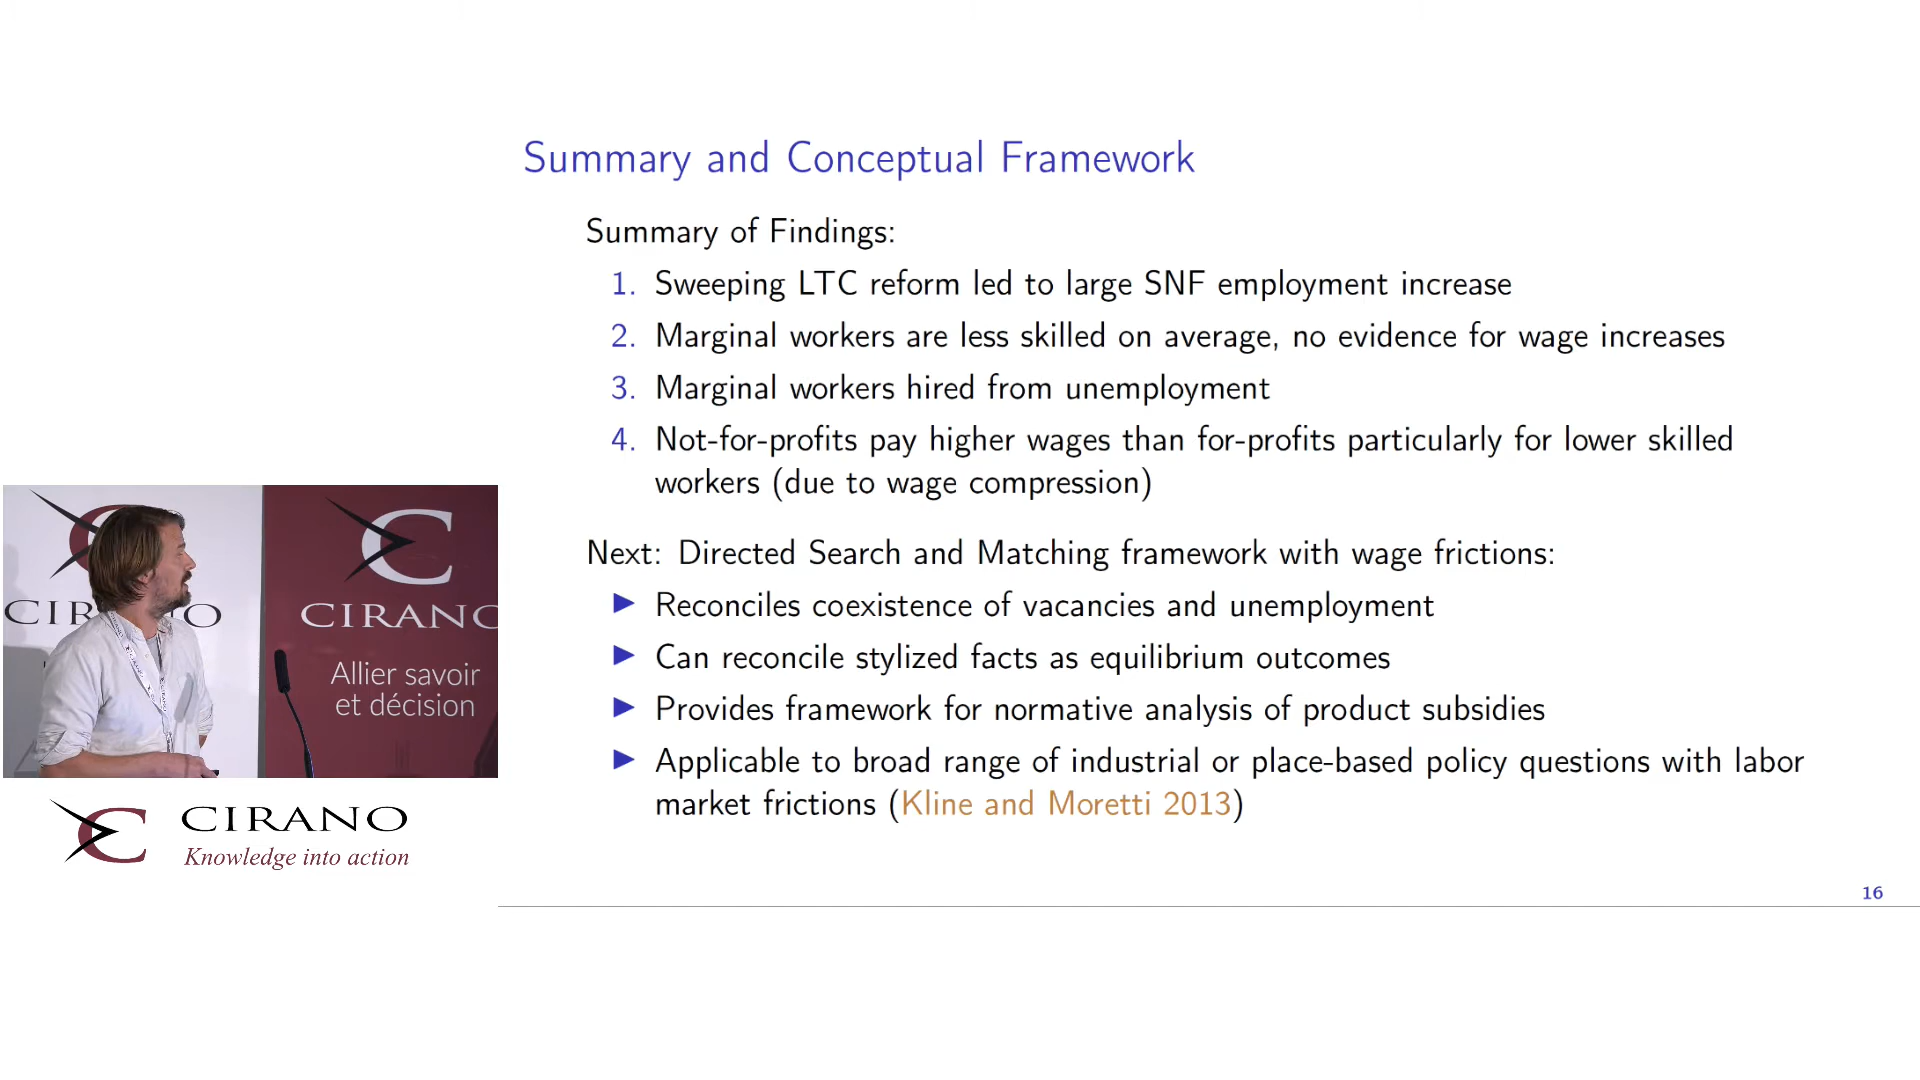 Summary and Conceptual Framework
Summary of Findings:
1. Sweeping LTC reform led to large SNF employment increase
2. Marginal workers are less skilled on average, no evidence for wage increases
3. Marginal workers hired from unemployment
4. Not-for-profits pay higher wages than for-profits particularly for lower skilled
workers (due to wage compression)
Next: Directed Search and Matching framework with wage frictions:
▶ Reconciles coexistence of vacancies and unemployment
▶ Can reconcile stylized facts as equilibrium outcomes
▶ Provides framework for normative analysis of product subsidies
▶ Applicable to broad range of industrial or place-based policy questions with labor
market frictions (Kline and Moretti 2013)
16
CIRANO
Allier savoir
et décision
CIRANO
Knowledge into action